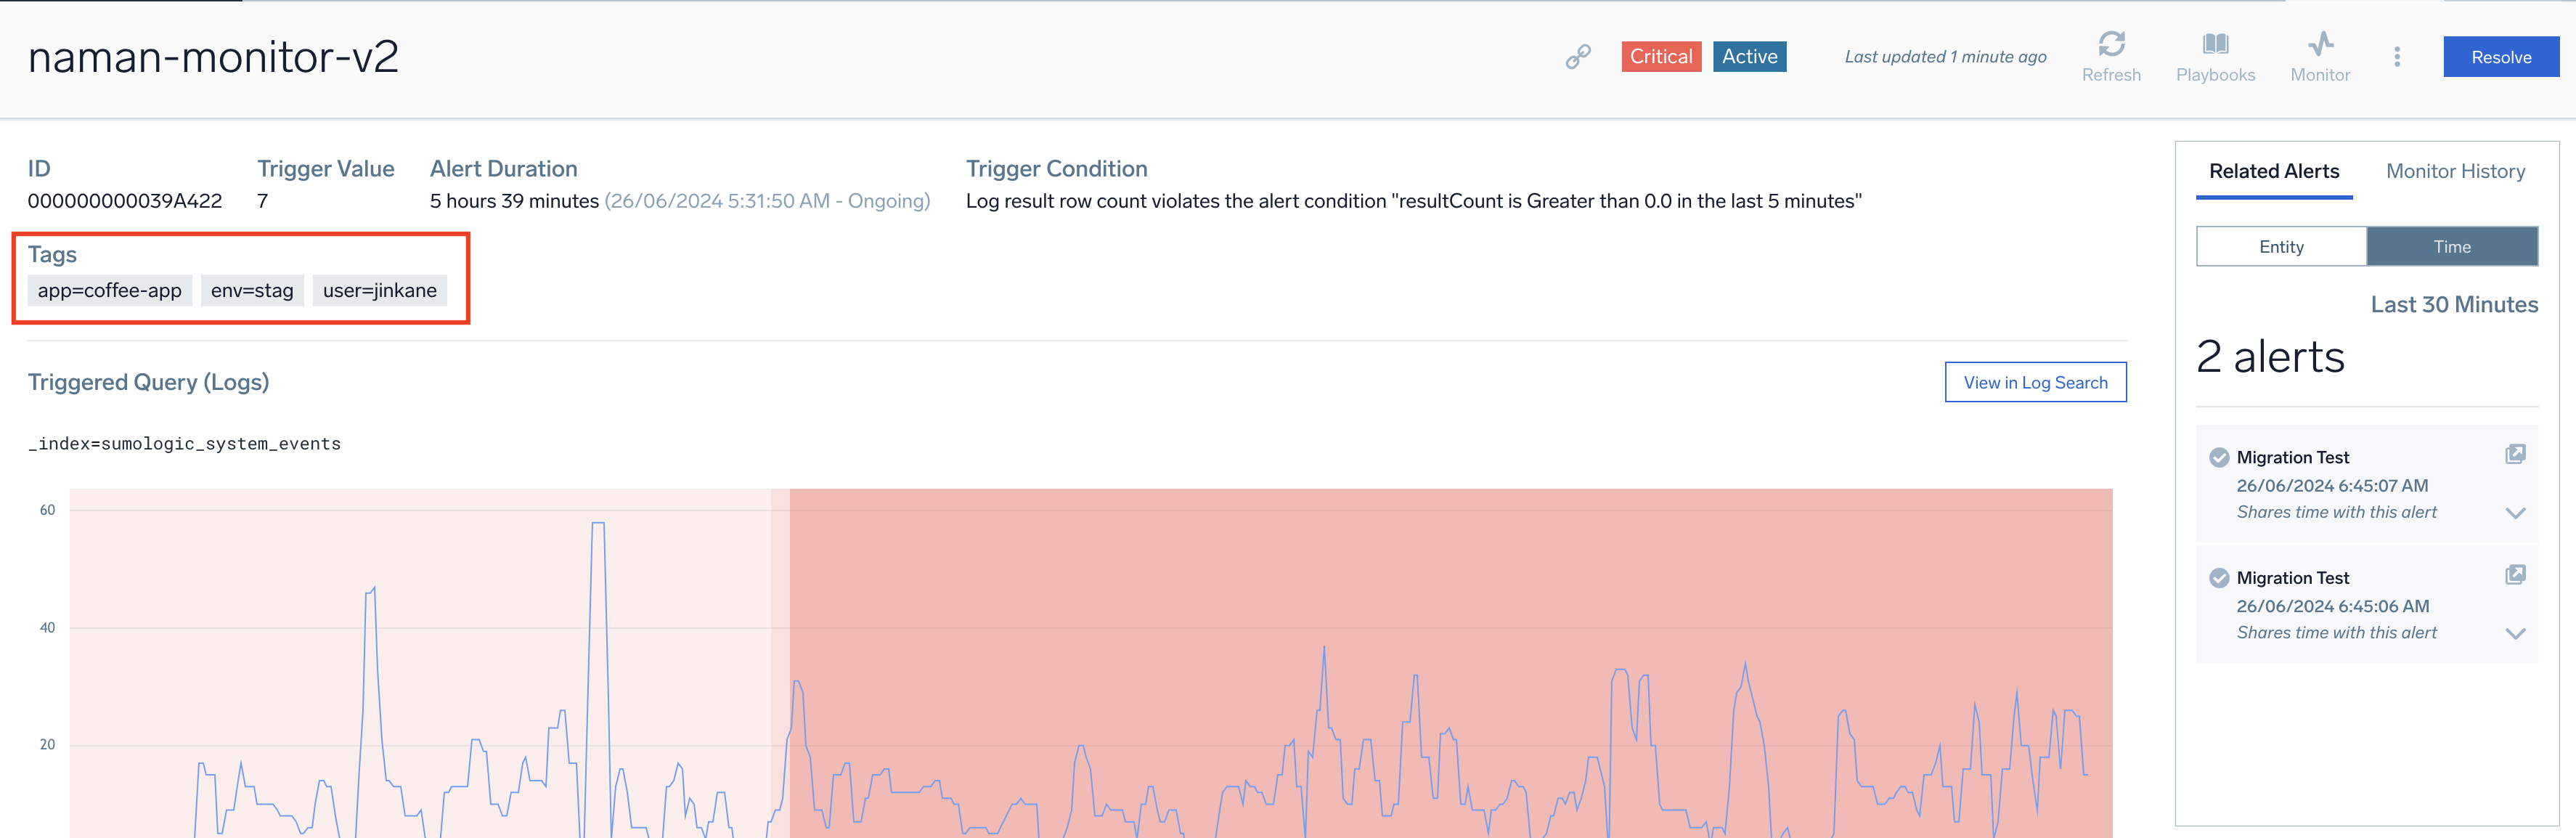 naman-monitor-v2
Critical
Active
Last updated 1 minute ago
Refresh
Playbooks
Monitor
Resolve
ID
000000000039A422
Trigger Value
7
Alert Duration
5 hours 39 minutes (26/06/2024 5:31:50 AM - Ongoing)
Trigger Condition
Log result row count violates the alert condition "resultCount is Greater than 0.0 in the last 5 minutes"
Tags
app=coffee-app
env=stag
user=jinkane
Triggered Query (Logs)
View in Log Search
_index=sumologic_system_events
60
40
20
Related Alerts
Monitor History
Entity
Time
Last 30 Minutes
2 alerts
Migration Test
26/06/2024 6:45:07 AM
Shares time with this alert
Migration Test
26/06/2024 6:45:06 AM
Shares time with this alert